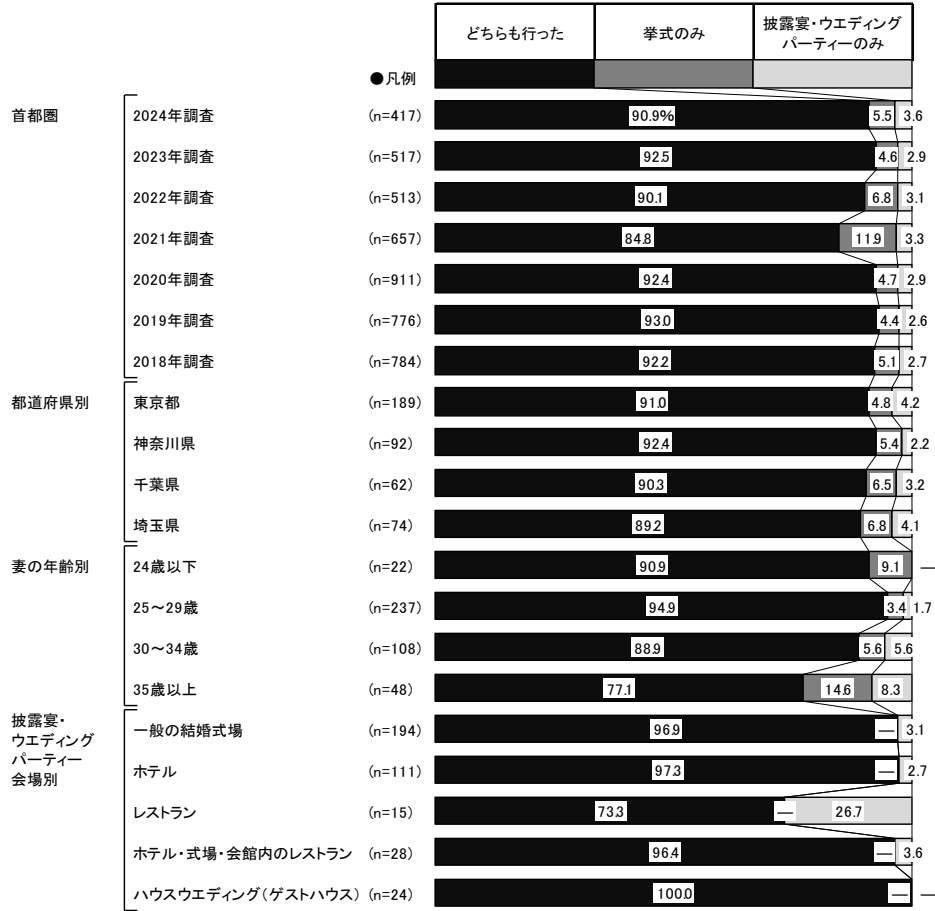 どちらも行った 挙式のみ 披露宴・ウエディング
パーティーのみ
●凡例
首都圏 2024年調査 (n=417) 90.9% 5.5 3.6
2023年調査 (n=517) 92.5 4.6 2.9
2022年調査 (n=513) 90.1 6.8 3.1
2021年調査 (n=657) 84.8 11.9 3.3
2020年調査 (n=911) 92.4 4.7 2.9
2019年調査 (n=776) 93.0 4.4 2.6
2018年調査 (n=784) 92.2 5.1 2.7
都道府県別 東京都 (n=189) 91.0 4.8 4.2
神奈川県 (n=92) 92.4 5.4 2.2
千葉県 (n=62) 90.3 6.5 3.2
埼玉県 (n=74) 89.2 6.8 4.1
妻の年齢別 24歳以下 (n=22) 90.9 9.1 —
25~29歳 (n=237) 94.9 3.4 1.7
30~34歳 (n=108) 88.9 5.6 5.6
35歳以上 (n=48) 77.1 14.6 8.3
披露宴・
ウエディング
パーティー
会場別
一般の結婚式場 (n=194) 96.9 — 3.1
ホテル (n=111) 97.3 — 2.7
レストラン (n=15) 73.3 — 26.7
ホテル・式場・会館内のレストラン (n=28) 96.4 — 3.6
ハウスウエディング(ゲストハウス) (n=24) 100.0 — —